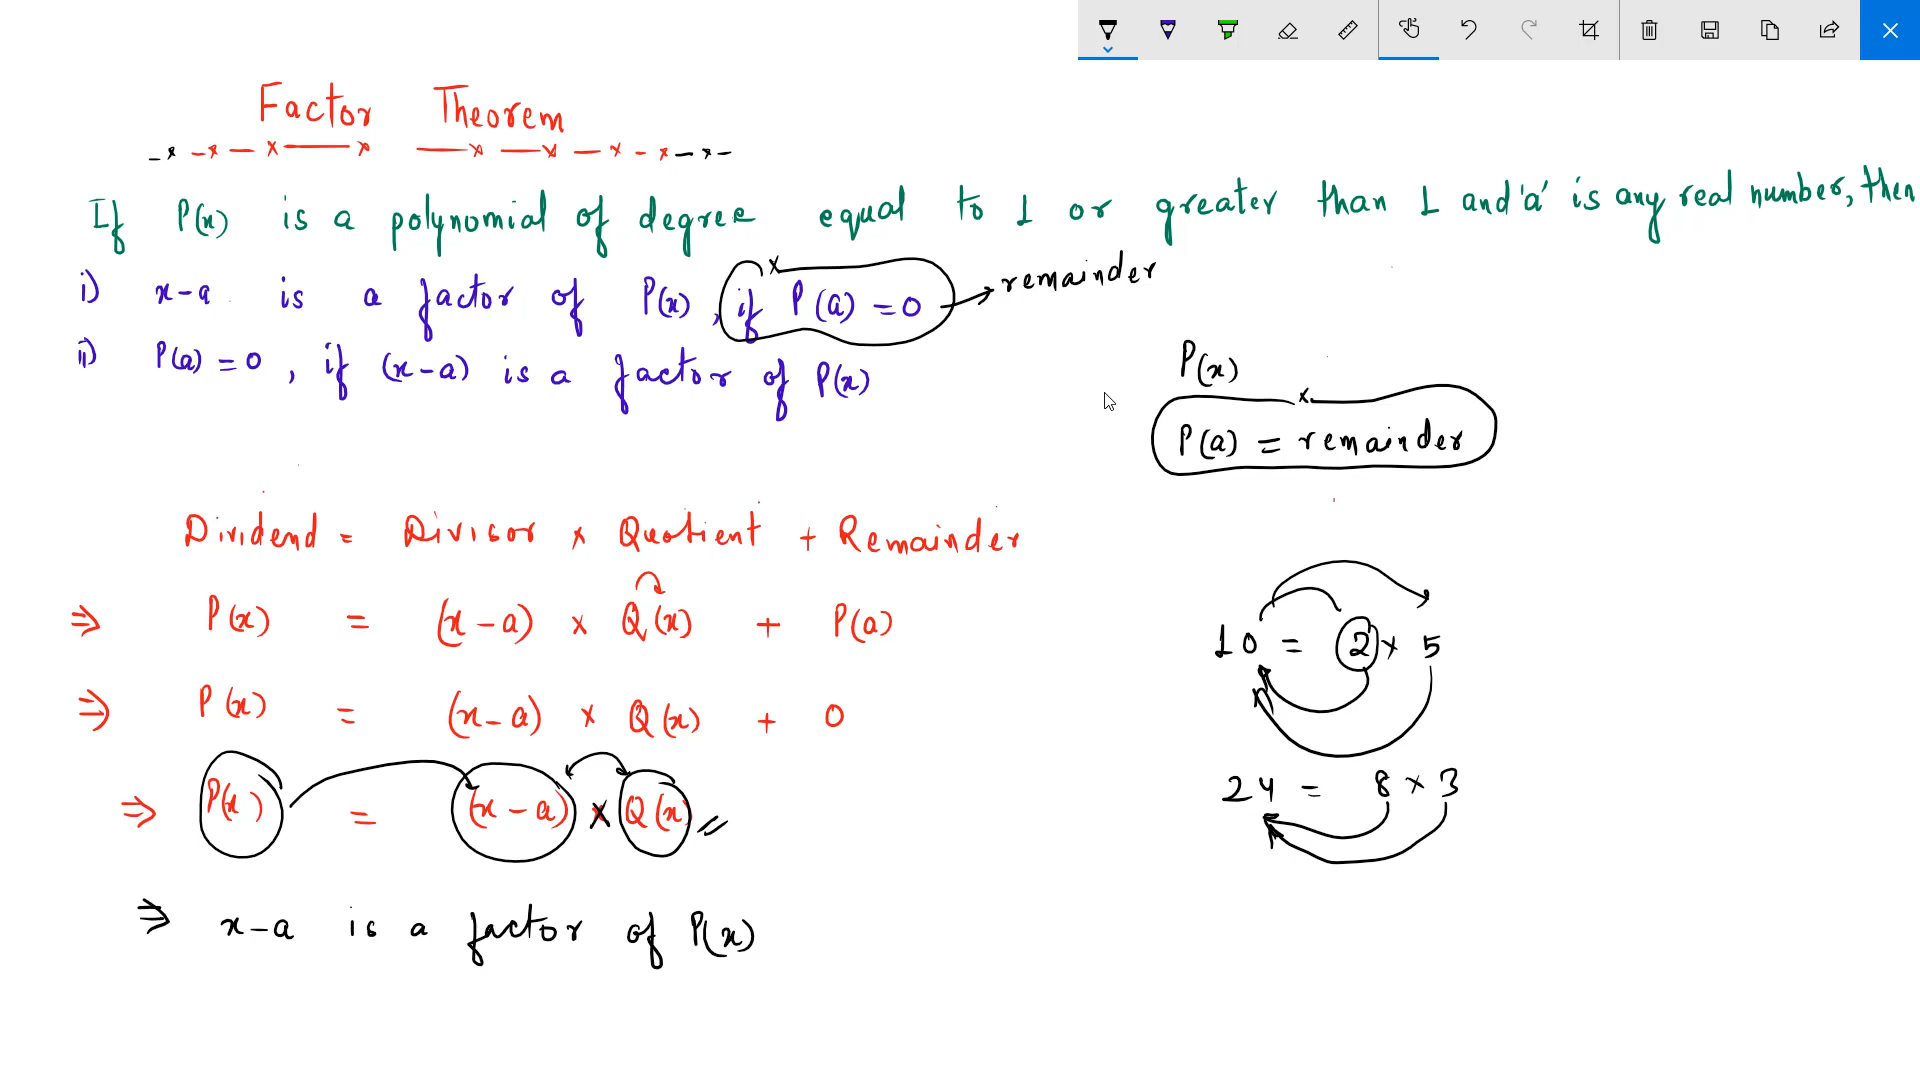 Factor Theorem
If P(x) is a polynomial of degree equal to 1 or greater than 1 and 'a' is any real number, then
i) x-a is a factor of P(x), if P(a) = 0 → remainder
ii) P(a) = 0, if (x-a) is a factor of P(x)
P(x)
P(a) = remainder
Dividend = Divisor × Quotient + Remainder
⇒ P(x) = (x-a) × Q(x) + P(a)
⇒ P(x) = (x-a) × Q(x) + 0
⇒ P(x) = (x-a) × Q(x)
⇒ x-a is a factor of P(x)
10 = 2 × 5
24 = 8 × 3